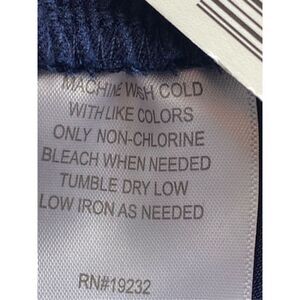 MACHINE WASH COLD
WITH LIKE COLORS
ONLY NON-CHLORINE
BLEACH WHEN NEEDED
TUMBLE DRY LOW
LOW IRON AS NEEDED
RN#19232